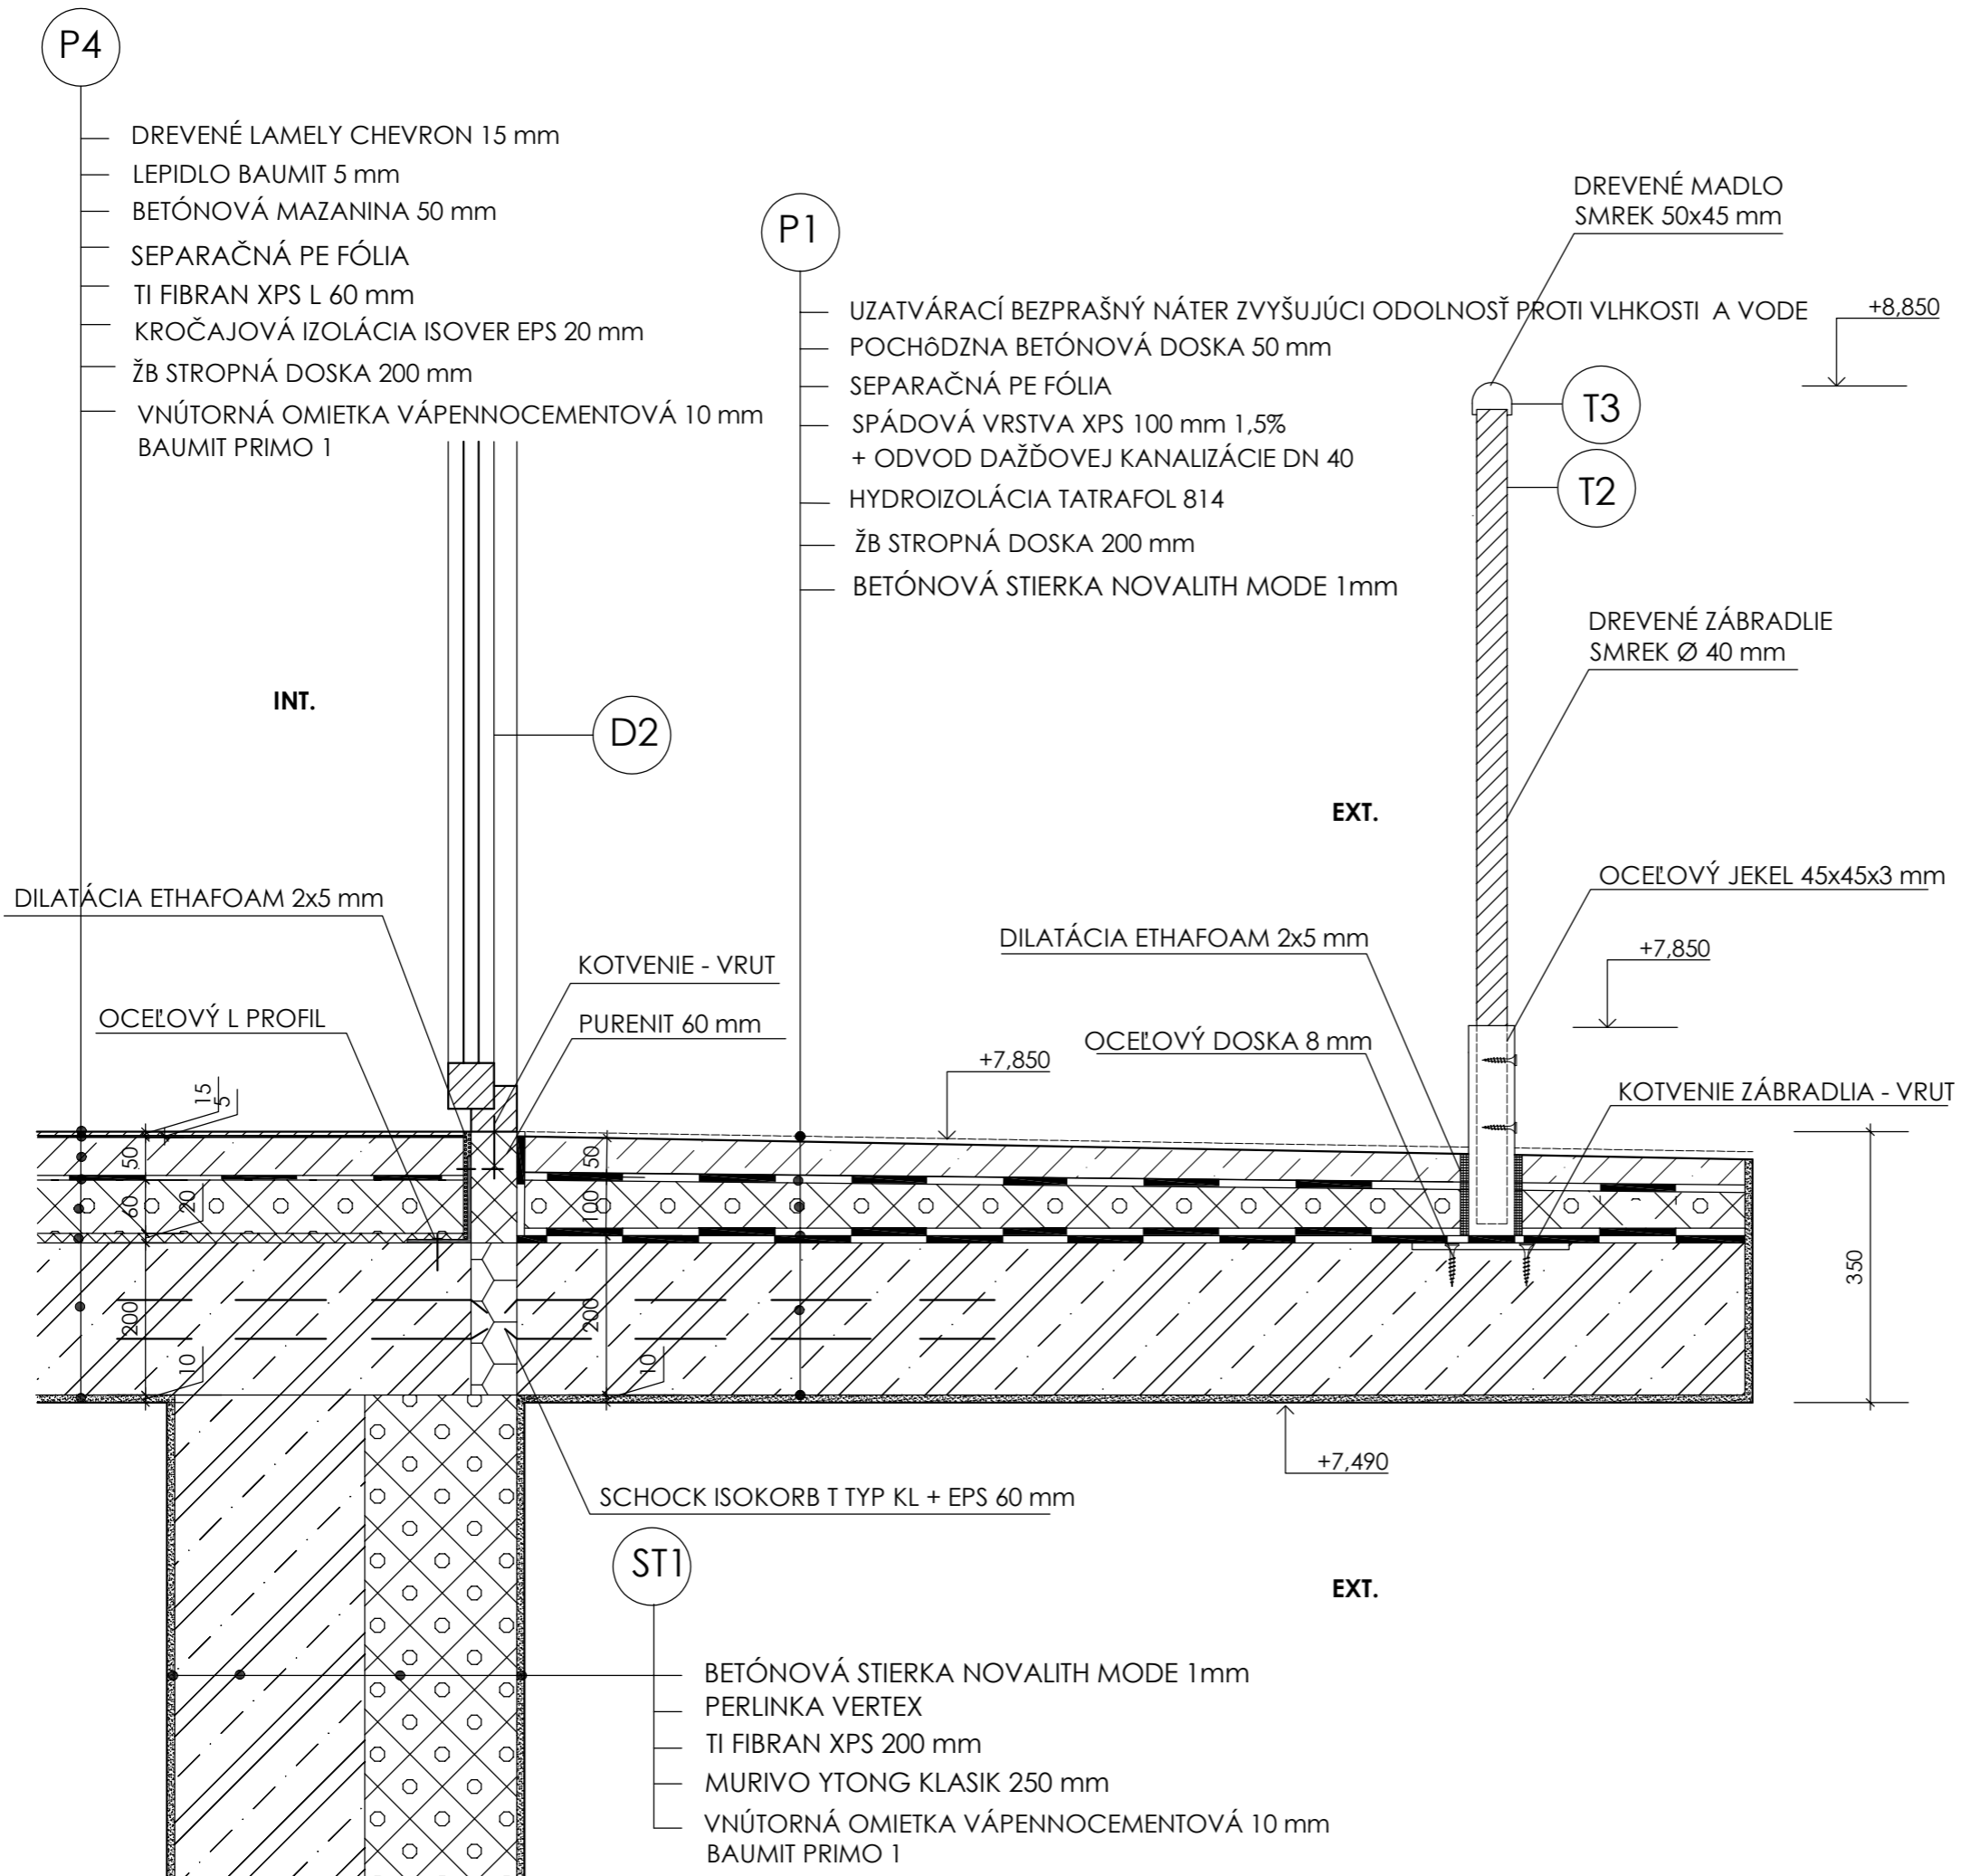 P4
DREVENÉ LAMELY CHEVRON 15 mm
LEPIDLO BAUMIT 5 mm
BETÓNOVÁ MAZANINA 50 mm
SEPARAČNÁ PE FÓLIA
TI FIBRAN XPS L 60 mm
KROČAJOVÁ IZOLÁCIA ISOVER EPS 20 mm
ŽB STROPNÁ DOSKA 200 mm
VNÚTORNÁ OMIETKA VÁPENNOCEMENTOVÁ 10 mm
BAUMIT PRIMO 1
P1
UZATVÁRACÍ BEZPRAŠNÝ NÁTER ZVYŠUJÚCI ODOLNOSŤ PROTI VLHKOSTI A VODE
POCHôDZNA BETÓNOVÁ DOSKA 50 mm
SEPARAČNÁ PE FÓLIA
SPÁDOVÁ VRSTVA XPS 100 mm 1,5%
+ ODVOD DAŽĎOVEJ KANALIZÁCIE DN 40
HYDROIZOLÁCIA TATRAFOL 814
ŽB STROPNÁ DOSKA 200 mm
BETÓNOVÁ STIERKA NOVALITH MODE 1mm
DREVENÉ MADLO
SMREK 50x45 mm
+8,850
T3
T2
DREVENÉ ZÁBRADLIE
SMREK Ø 40 mm
INT.
D2
EXT.
OCEĽOVÝ JEKEL 45x45x3 mm
DILATÁCIA ETHAFOAM 2x5 mm
DILATÁCIA ETHAFOAM 2x5 mm
+7,850
KOTVENIE - VRUT
OCEĽOVÝ L PROFIL
PURENIT 60 mm
OCEĽOVÝ DOSKA 8 mm
+7,850
KOTVENIE ZÁBRADLIA - VRUT
15
5
50
60
20
200
10
50
100
200
10
350
+7,490
SCHOCK ISOKORB T TYP KL + EPS 60 mm
ST1
EXT.
BETÓNOVÁ STIERKA NOVALITH MODE 1mm
PERLINKA VERTEX
TI FIBRAN XPS 200 mm
MURIVO YTONG KLASIK 250 mm
VNÚTORNÁ OMIETKA VÁPENNOCEMENTOVÁ 10 mm
BAUMIT PRIMO 1